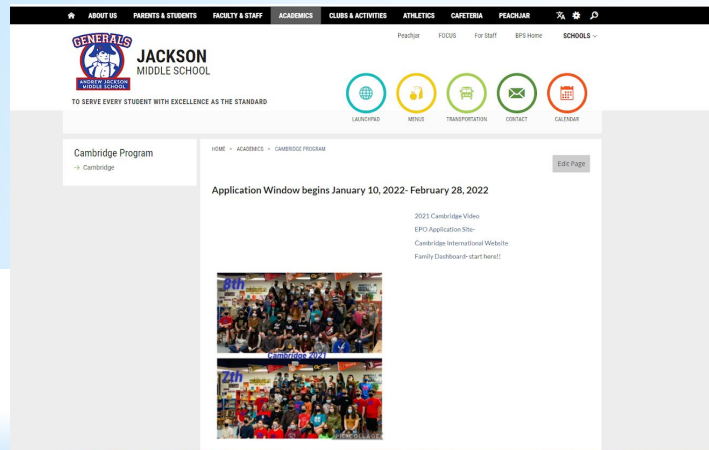 ABOUT US PARENTS & STUDENTS FACULTY & STAFF ACADEMICS CLUBS & ACTIVITIES ATHLETICS CAFETERIA PEACHJAR
Peachjar FOCUS For Staff BPS Home SCHOOLS
GENERALS
ANDREW JACKSON
MIDDLE SCHOOL
JACKSON
MIDDLE SCHOOL
TO SERVE EVERY STUDENT WITH EXCELLENCE AS THE STANDARD
LAUNCHPAD MENUS TRANSPORTATION CONTACT CALENDAR
Cambridge Program
Cambridge
HOME > ACADEMICS > CAMBRIDGE PROGRAM
Edit Page
Application Window begins January 10, 2022- February 28, 2022
2021 Cambridge Video
EPO Application Site-
Cambridge International Website
Family Dashboard- start here!!
8th
Cambridge 2021
7th
PIC•COLLAGE